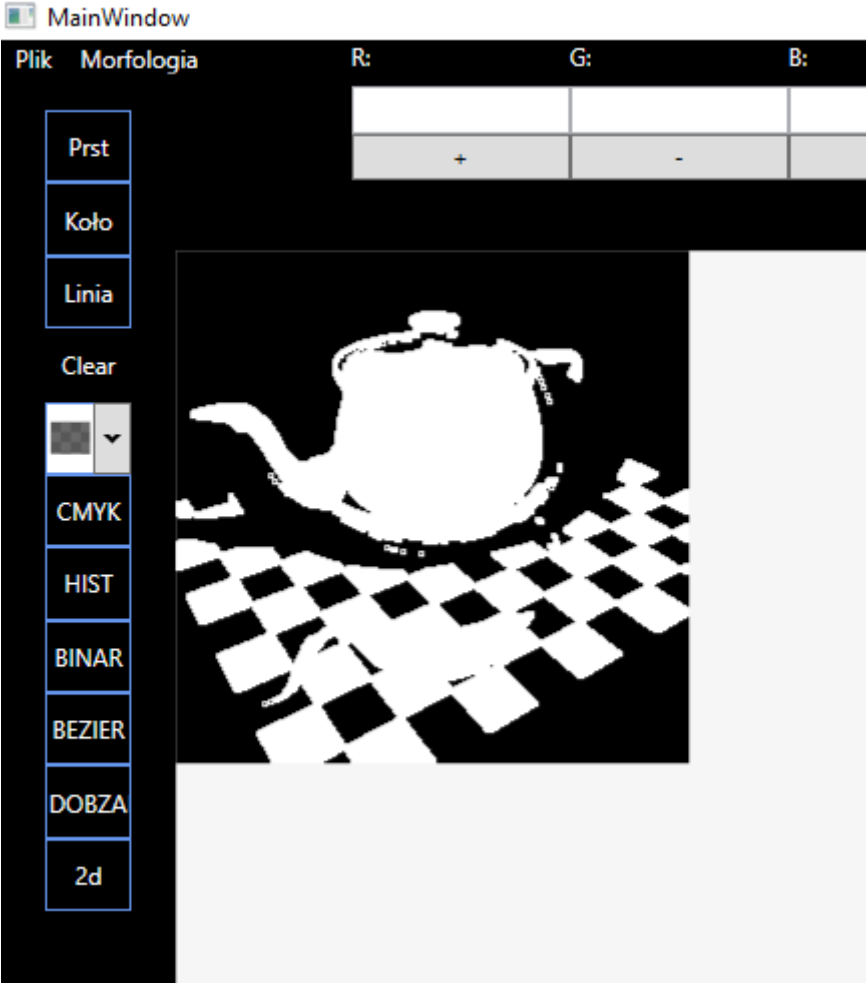 MainWindow
Plik Morfologia R: G: B:
+ -
Prst
Koło
Linia
Clear
CMYK
HIST
BINAR
BEZIER
DOBZA
2d